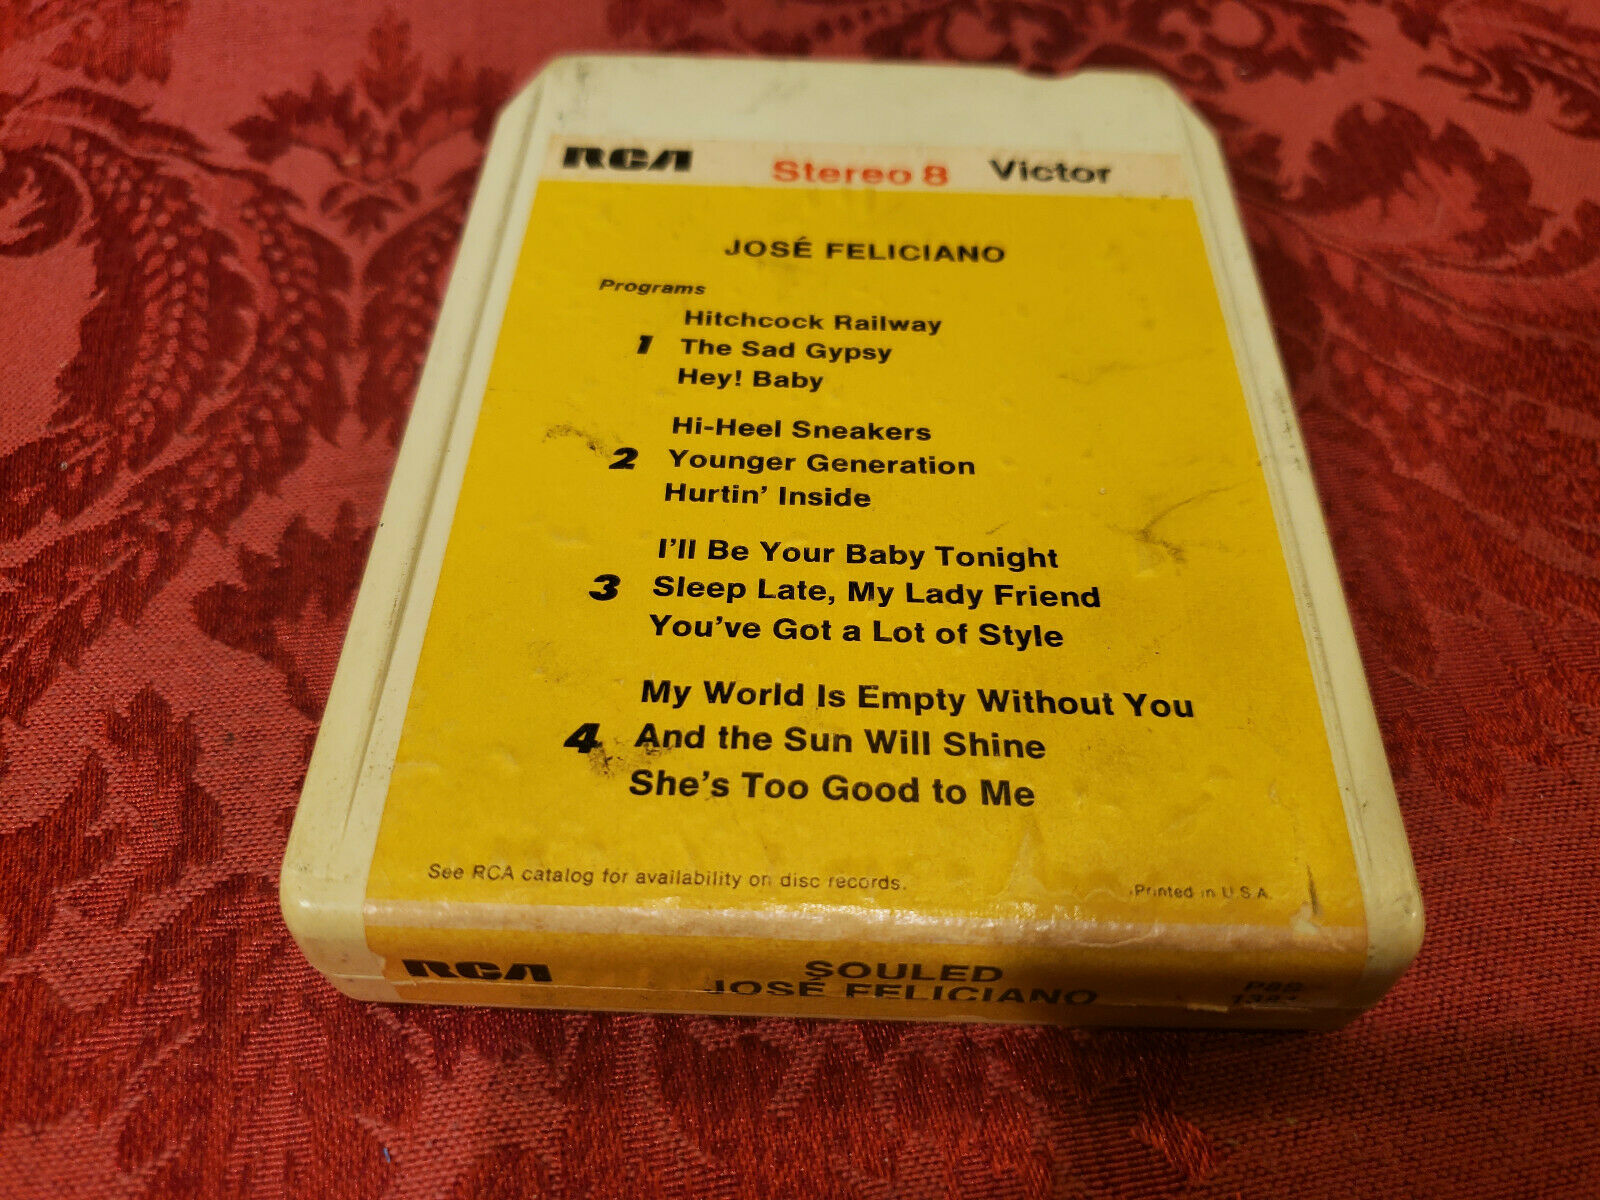 RCA Stereo 8 Victor
JOSÉ FELICIANO
Programs
Hitchcock Railway
1 The Sad Gypsy
Hey! Baby
Hi-Heel Sneakers
2 Younger Generation
Hurtin' Inside
I'll Be Your Baby Tonight
3 Sleep Late, My Lady Friend
You've Got a Lot of Style
My World Is Empty Without You
4 And the Sun Will Shine
She's Too Good to Me
See RCA catalog for availability on disc records.
Printed in U.S.A.
RCA SOULED
JOSÉ FELICIANO